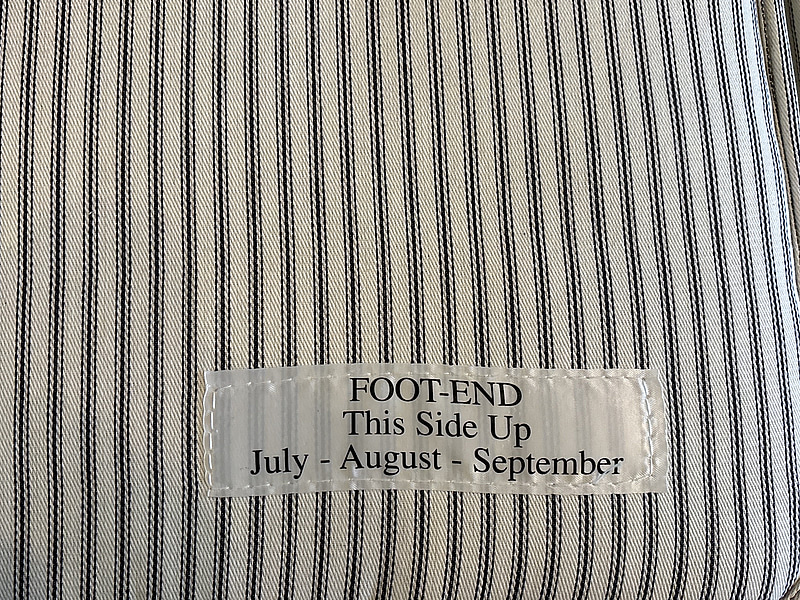 FOOT-END
This Side Up
July - August - September